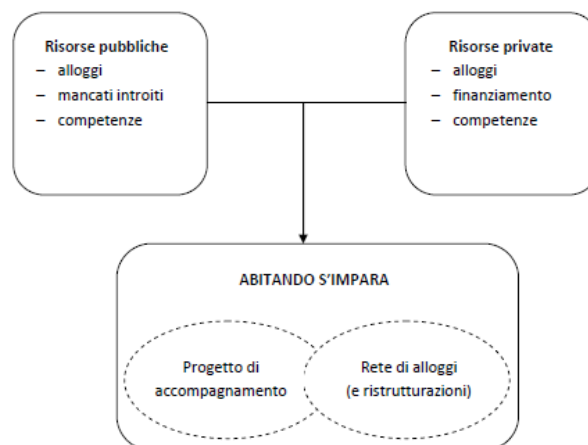 Risorse pubbliche
– alloggi
– mancati introiti
– competenze
Risorse private
– alloggi
– finanziamento
– competenze
ABITANDO S'IMPARA
Progetto di
accompagnamento
Rete di alloggi
(e ristrutturazioni)